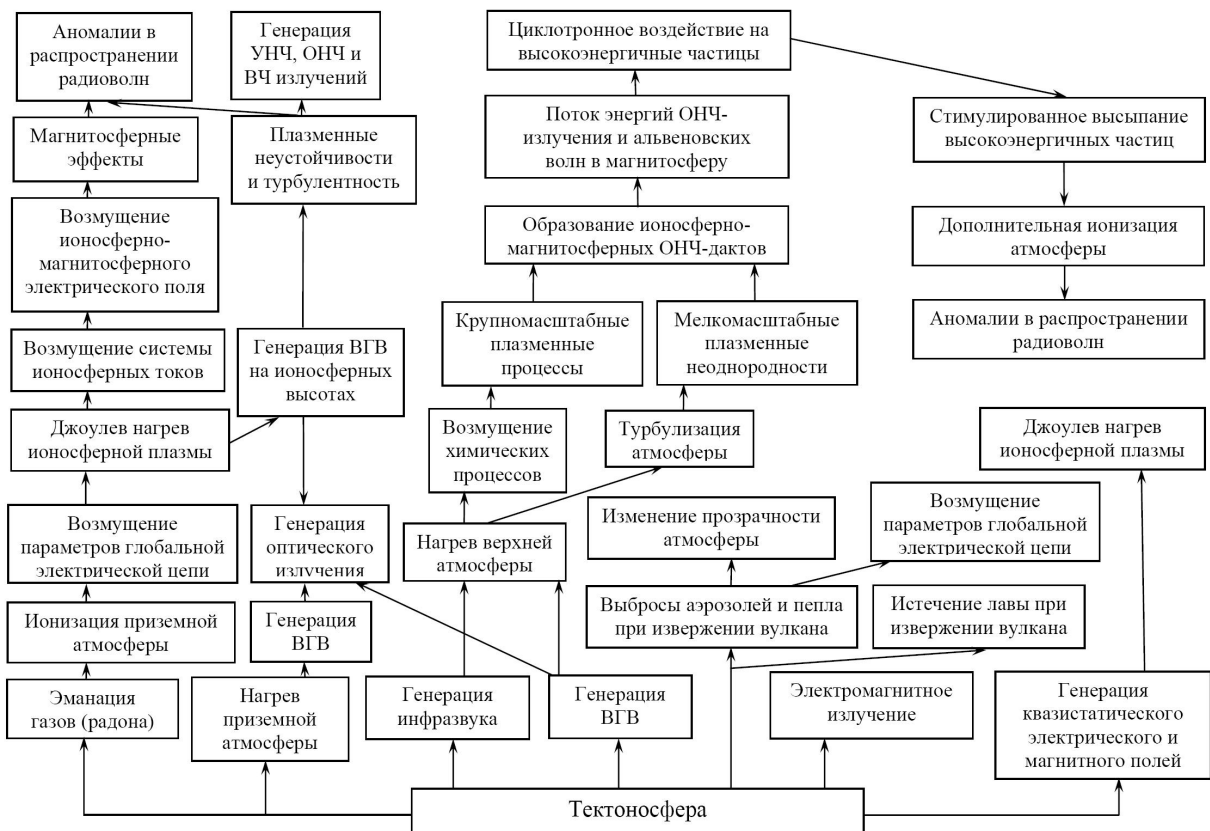 Аномалии в
распространении
радиоволн
Генерация
УНЧ, ОНЧ и
ВЧ излучений
Циклотронное воздействие на
высокоэнергичные частицы
Магнитосферные
эффекты
Плазменные
неустойчивости
и турбулентность
Поток энергий ОНЧ-
излучения и альвеновских
волн в магнитосферу
Стимулированное высыпание
высокоэнергичных частиц
Возмущение
ионосферно-
магнитосферного
электрического поля
Образование ионосферно-
магнитосферных ОНЧ-дактов
Дополнительная ионизация
атмосферы
Возмущение системы
ионосферных токов
Генерация ВГВ
на ионосферных
высотах
Крупномасштабные
плазменные
процессы
Мелкомасштабные
плазменные
неоднородности
Аномалии в распространении
радиоволн
Джоулев нагрев
ионосферной плазмы
Возмущение
химических
процессов
Турбулизация
атмосферы
Джоулев нагрев
ионосферной плазмы
Возмущение
параметров глобальной
электрической цепи
Генерация
оптического
излучения
Нагрев верхней
атмосферы
Изменение прозрачности
атмосферы
Возмущение
параметров глобальной
электрической цепи
Ионизация приземной
атмосферы
Генерация
ВГВ
Выбросы аэрозолей и пепла
при извержении вулкана
Истечение лавы при
извержении вулкана
Эманация
газов (радона)
Нагрев
приземной
атмосферы
Генерация
инфразвука
Генерация
ВГВ
Электромагнитное
излучение
Генерация
квазистатического
электрического и
магнитного полей
Тектоносфера